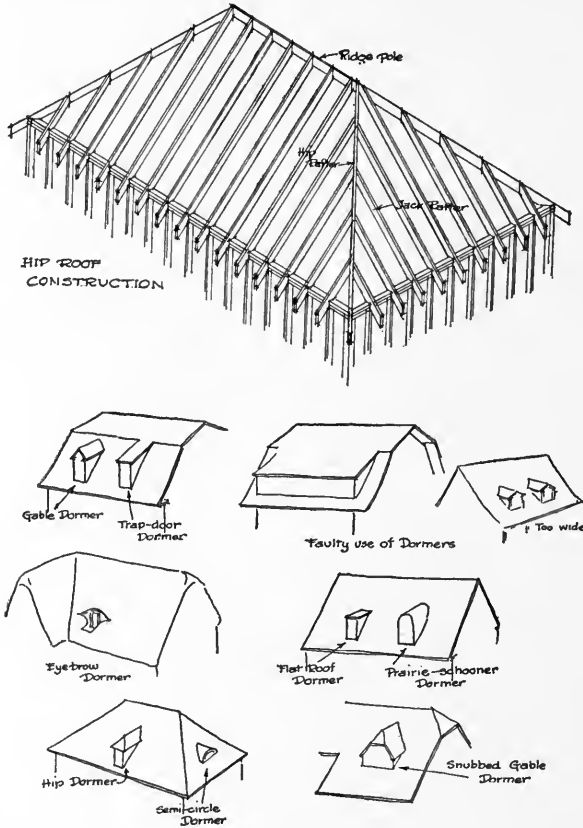 Ridge pole
Hip
Rafter
Jack Rafter
HIP ROOF
CONSTRUCTION
Gable Dormer
Trap-door
Dormer
Faulty use of Dormers
Too wide
Eyebrow
Dormer
Flat Roof
Dormer
Prairie-schooner
Dormer
Hip Dormer
Semi-circle
Dormer
Snubbed Gable
Dormer